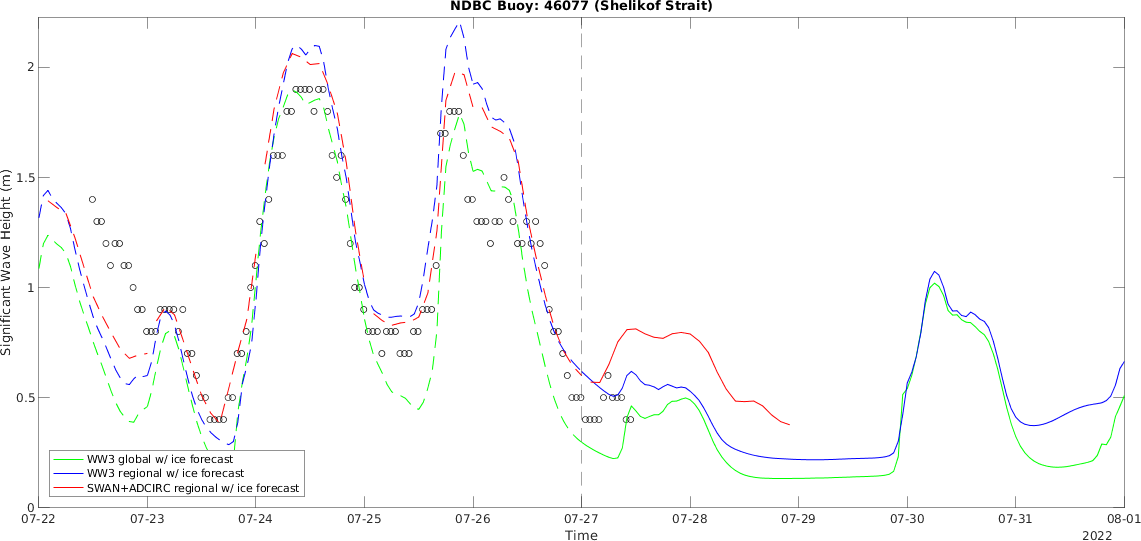 NDBC Buoy: 46077 (Shelikof Strait)
Significant Wave Height (m)
2
1.5
1
0.5
0
WW3 global w/ ice forecast
WW3 regional w/ ice forecast
SWAN+ADCIRC regional w/ ice forecast
07-22 07-23 07-24 07-25 07-26 07-27 07-28 07-29 07-30 07-31 08-01
Time
2022